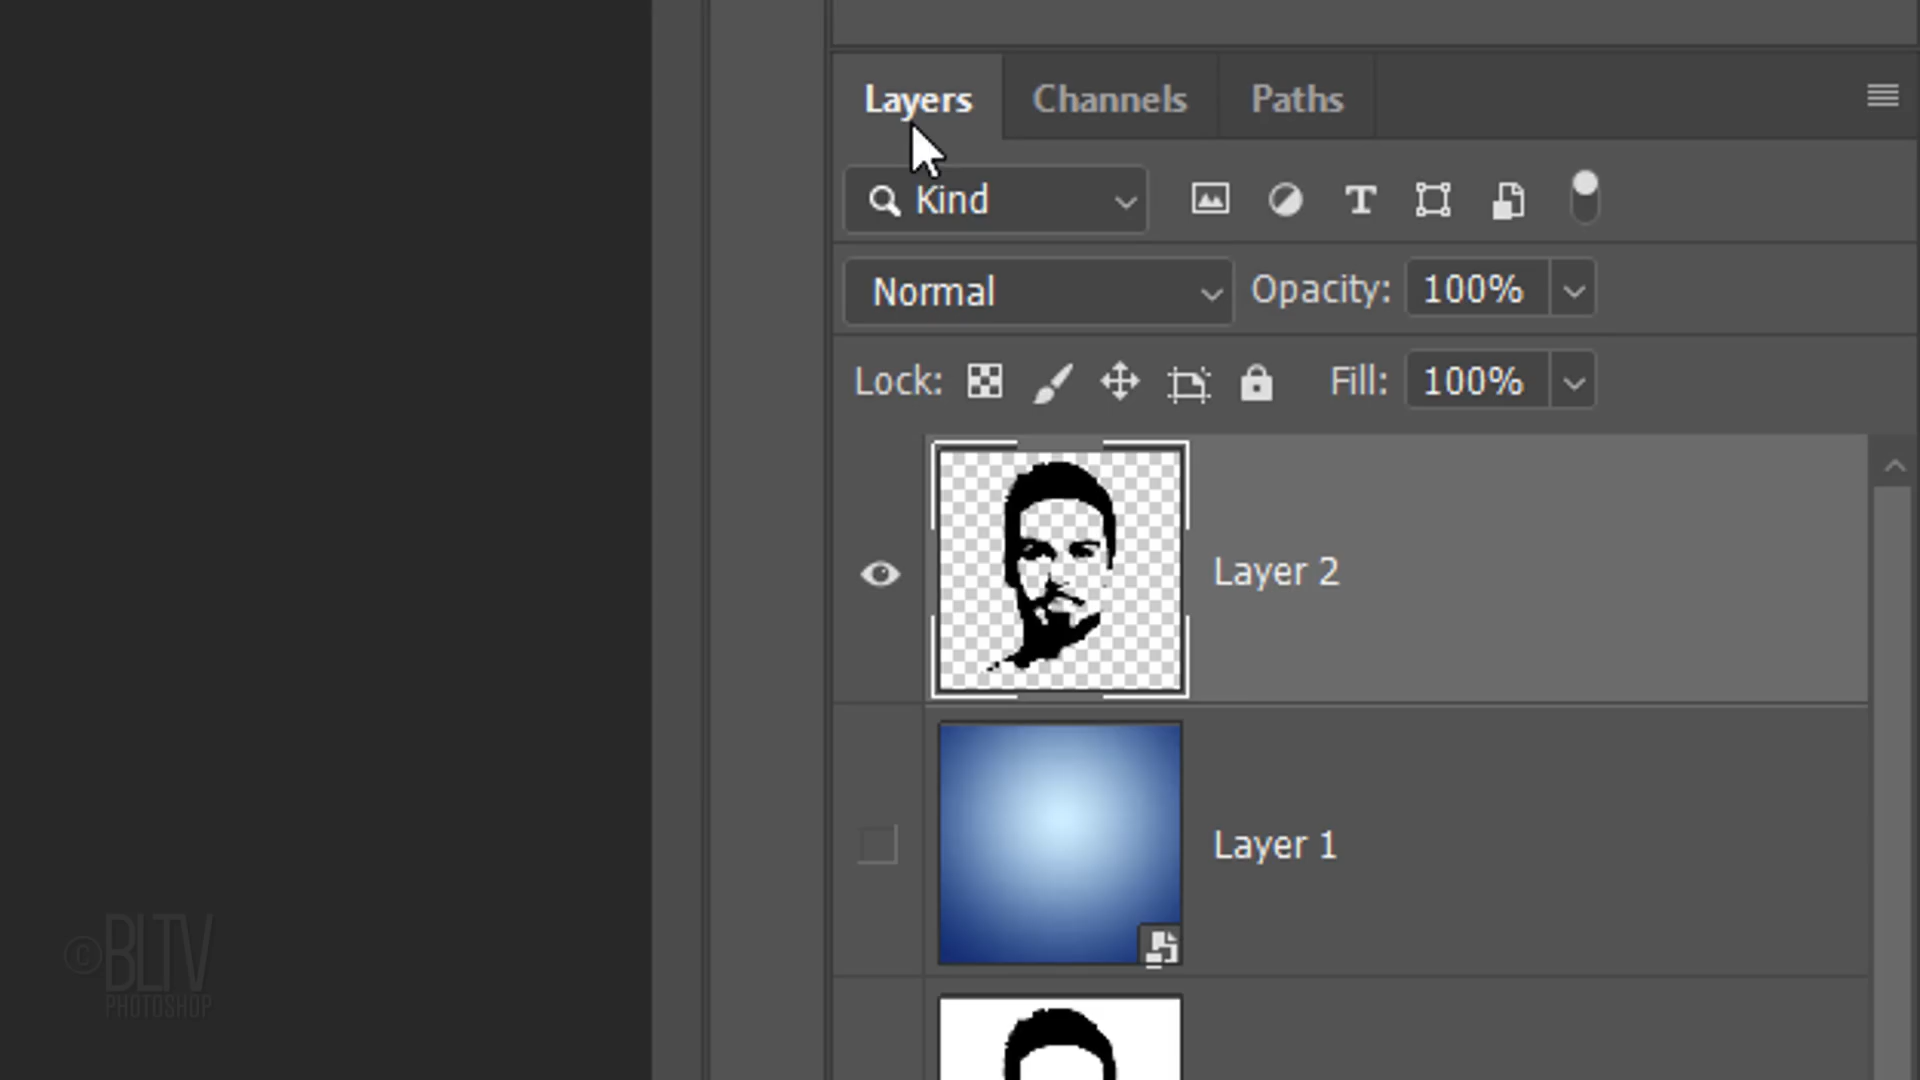 Layers Channels Paths
Kind
Normal Opacity: 100%
Lock: Fill: 100%
Layer 2
Layer 1
© BLTV
PHOTOSHOP